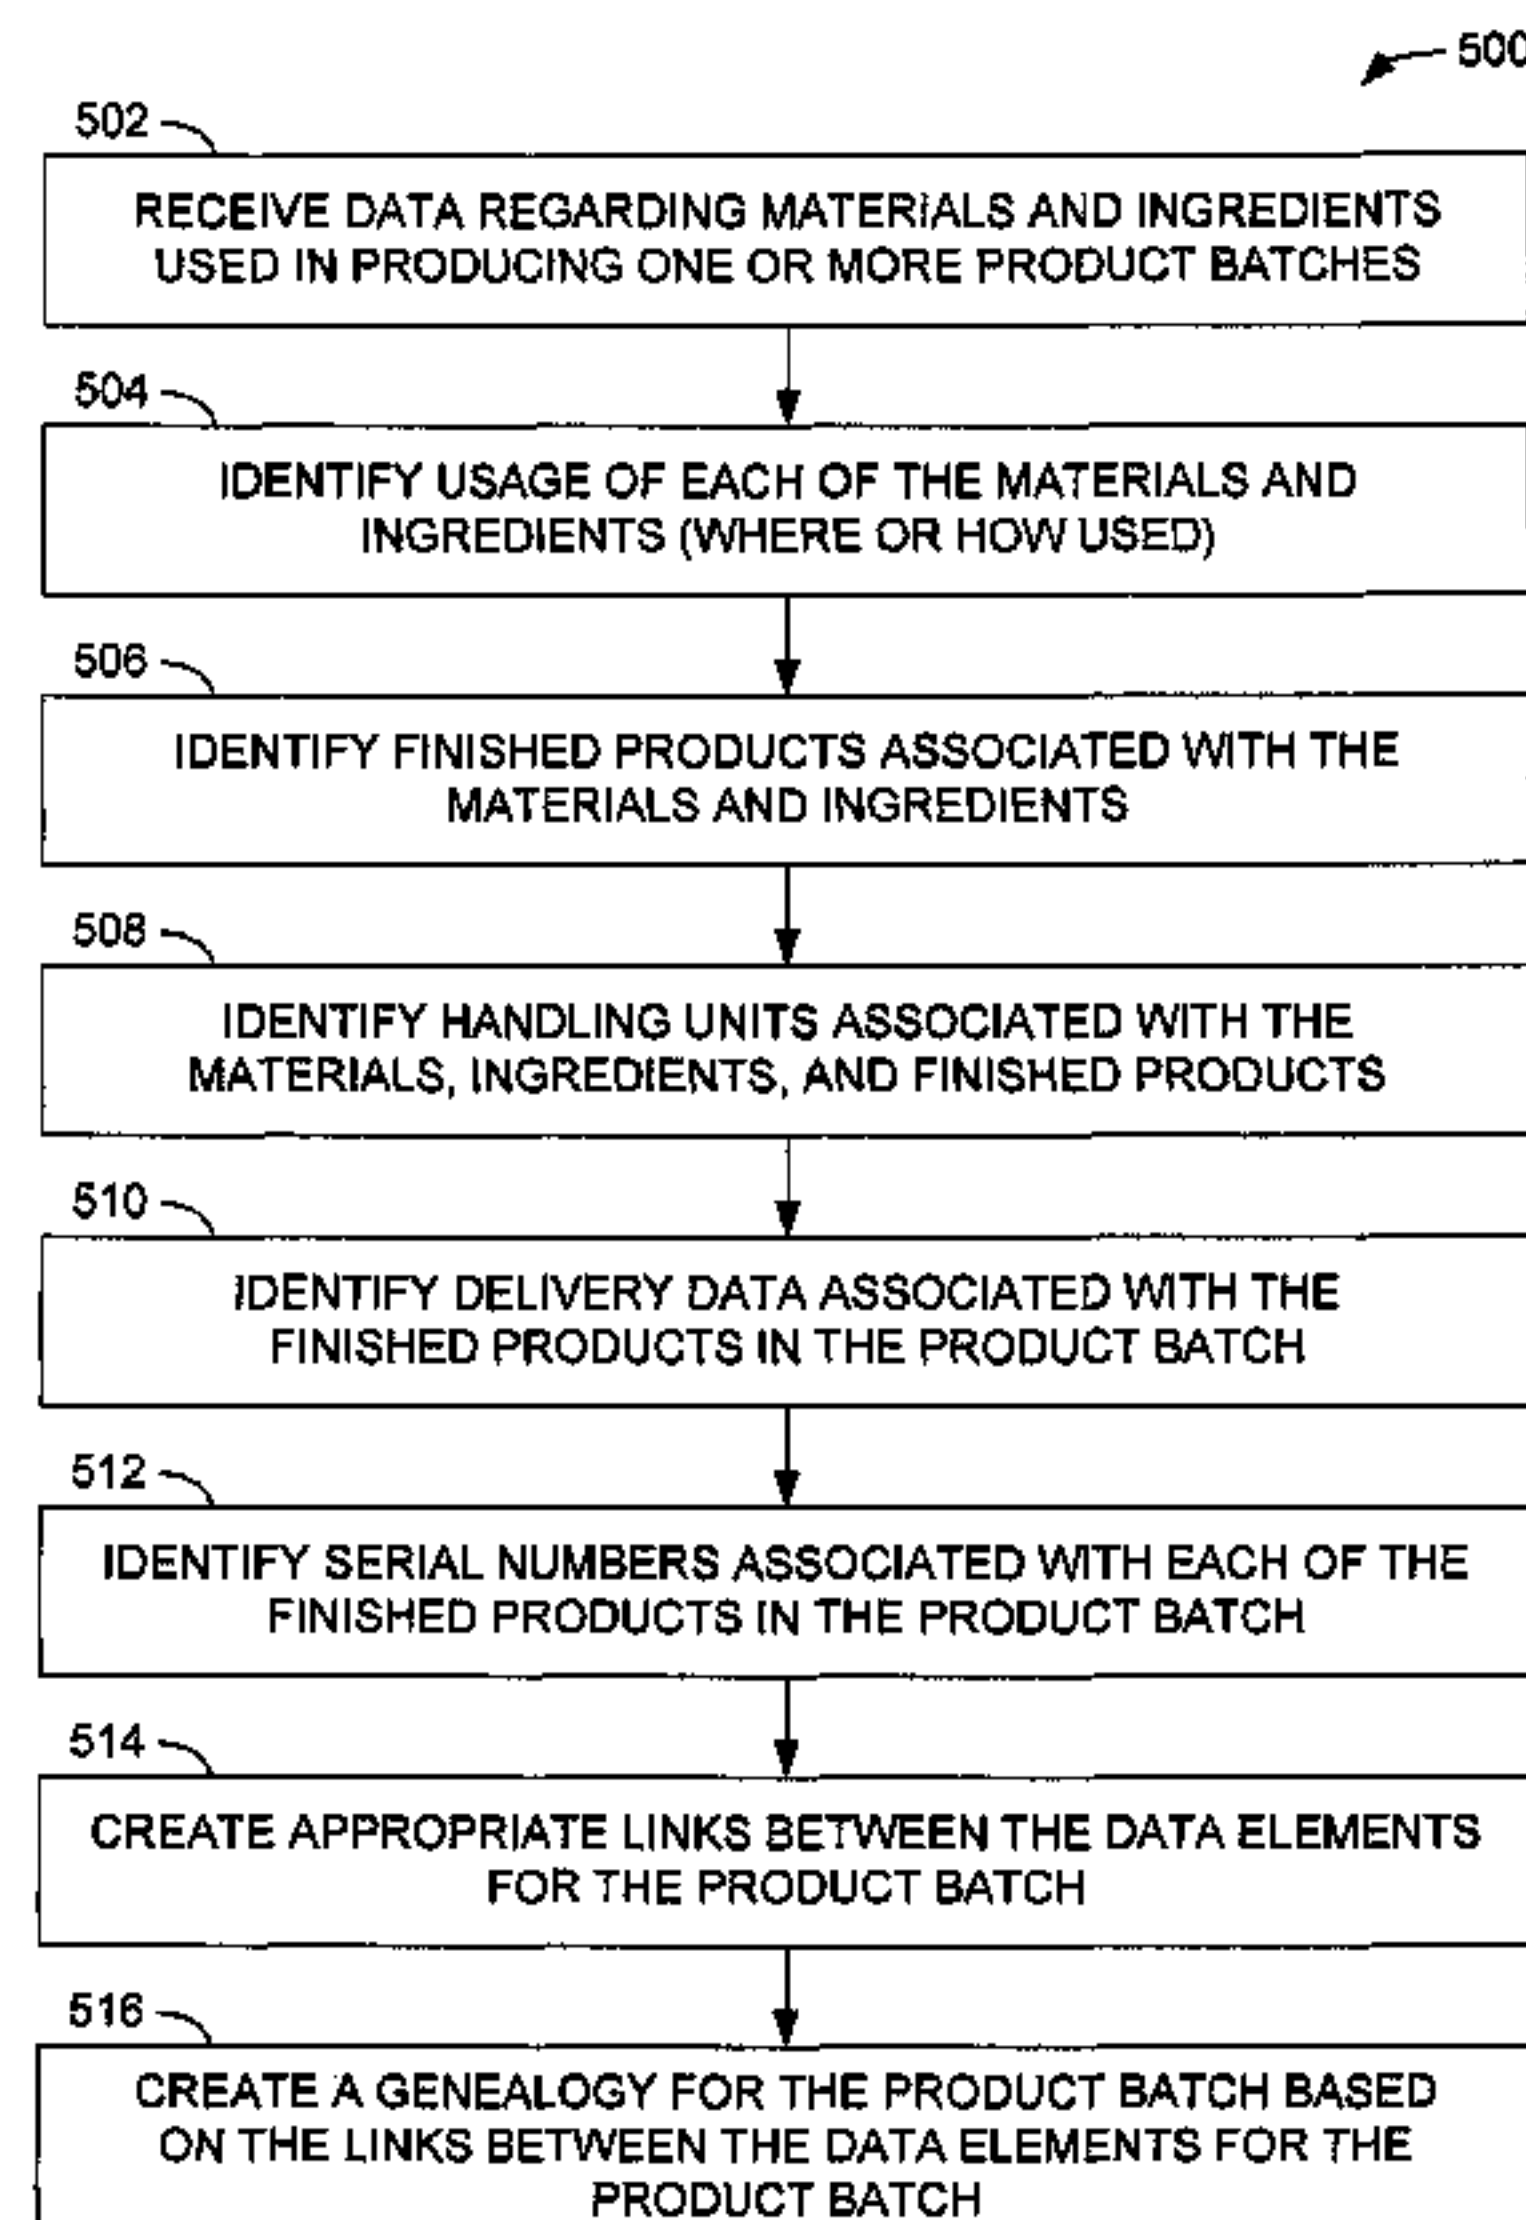 500
502
RECEIVE DATA REGARDING MATERIALS AND INGREDIENTS
USED IN PRODUCING ONE OR MORE PRODUCT BATCHES
504
IDENTIFY USAGE OF EACH OF THE MATERIALS AND
INGREDIENTS (WHERE OR HOW USED)
506
IDENTIFY FINISHED PRODUCTS ASSOCIATED WITH THE
MATERIALS AND INGREDIENTS
508
IDENTIFY HANDLING UNITS ASSOCIATED WITH THE
MATERIALS, INGREDIENTS, AND FINISHED PRODUCTS
510
IDENTIFY DELIVERY DATA ASSOCIATED WITH THE
FINISHED PRODUCTS IN THE PRODUCT BATCH
512
IDENTIFY SERIAL NUMBERS ASSOCIATED WITH EACH OF THE
FINISHED PRODUCTS IN THE PRODUCT BATCH
514
CREATE APPROPRIATE LINKS BETWEEN THE DATA ELEMENTS
FOR THE PRODUCT BATCH
516
CREATE A GENEALOGY FOR THE PRODUCT BATCH BASED
ON THE LINKS BETWEEN THE DATA ELEMENTS FOR THE
PRODUCT BATCH